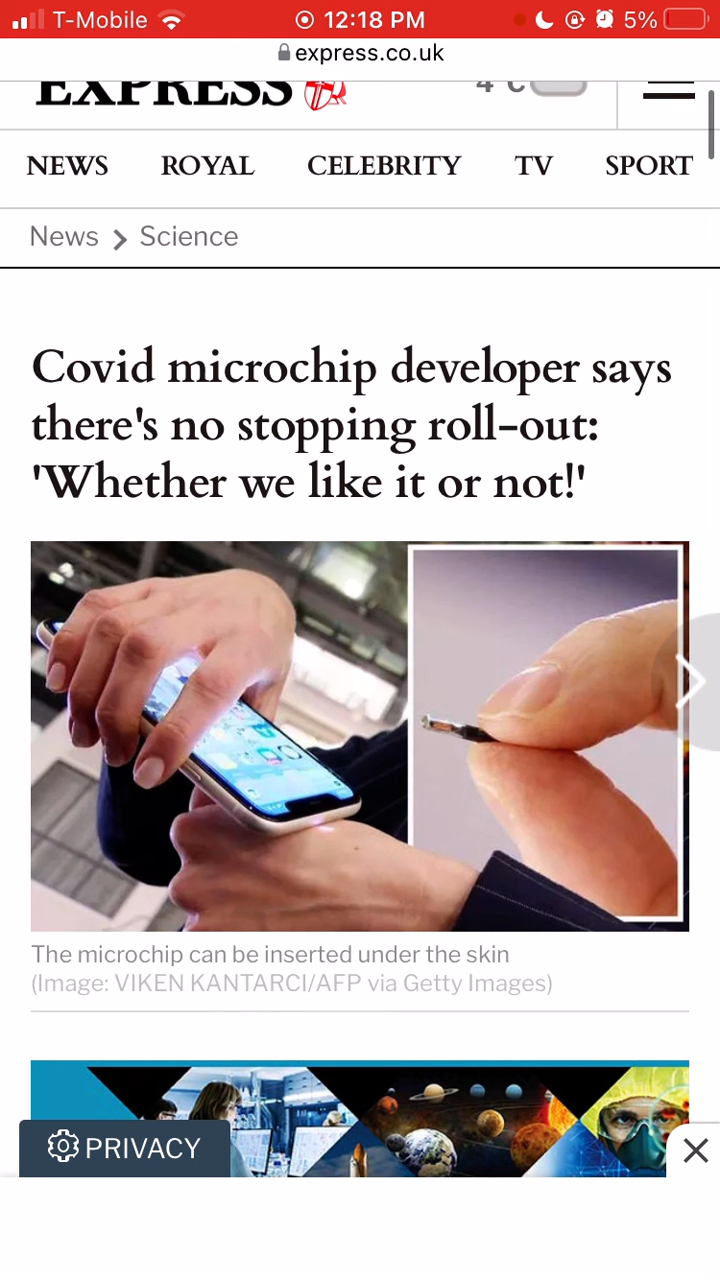 T-Mobile 12:18 PM 5%
express.co.uk
EXPRESS 4°C
NEWS ROYAL CELEBRITY TV SPORT
News > Science
Covid microchip developer says
there's no stopping roll-out:
'Whether we like it or not!'
The microchip can be inserted under the skin
(Image: VIKEN KANTARCI/AFP via Getty Images)
PRIVACY